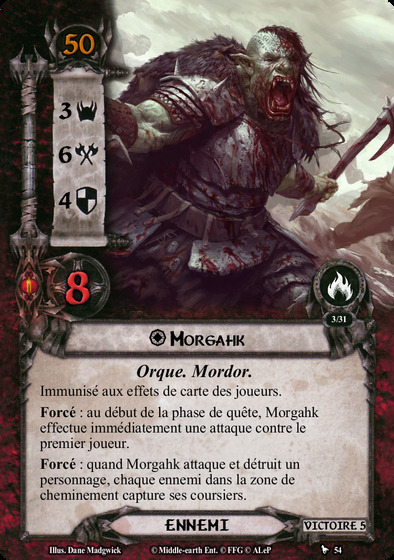 50
3
6
4
8
3/31
Morgahk
Orque. Mordor.
Immunisé aux effets de carte des joueurs.
Forcé : au début de la phase de quête, Morgahk
effectue immédiatement une attaque contre le
premier joueur.
Forcé : quand Morgahk attaque et détruit un
personnage, chaque ennemi dans la zone de
cheminement capture ses coursiers.
ENNEMI
VICTOIRE 5
Illus. Dane Madgwick
© Middle-earth Ent. © FFG © ALeP
54